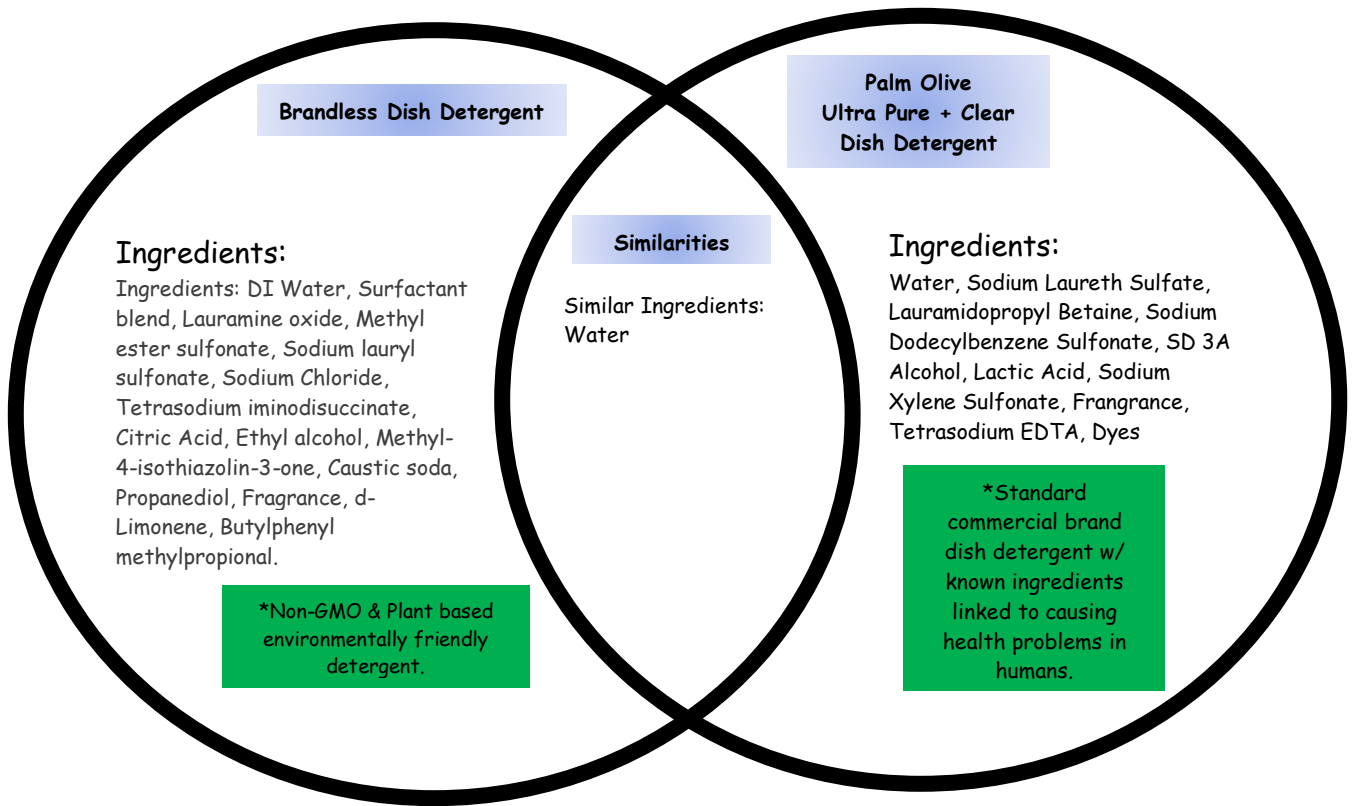 Brandless Dish Detergent
Ingredients:
Ingredients: DI Water, Surfactant
blend, Lauramine oxide, Methyl
ester sulfonate, Sodium lauryl
sulfonate, Sodium Chloride,
Tetrasodium iminodisuccinate,
Citric Acid, Ethyl alcohol, Methyl-
4-isothiazolin-3-one, Caustic soda,
Propanediol, Fragrance, d-
Limonene, Butylphenyl
methylpropional.
*Non-GMO & Plant based
environmentally friendly
detergent.
Similarities
Similar Ingredients:
Water
Palm Olive
Ultra Pure + Clear
Dish Detergent
Ingredients:
Water, Sodium Laureth Sulfate,
Lauramidopropyl Betaine, Sodium
Dodecylbenzene Sulfonate, SD 3A
Alcohol, Lactic Acid, Sodium
Xylene Sulfonate, Frangrance,
Tetrasodium EDTA, Dyes
*Standard
commercial brand
dish detergent w/
known ingredients
linked to causing
health problems in
humans.